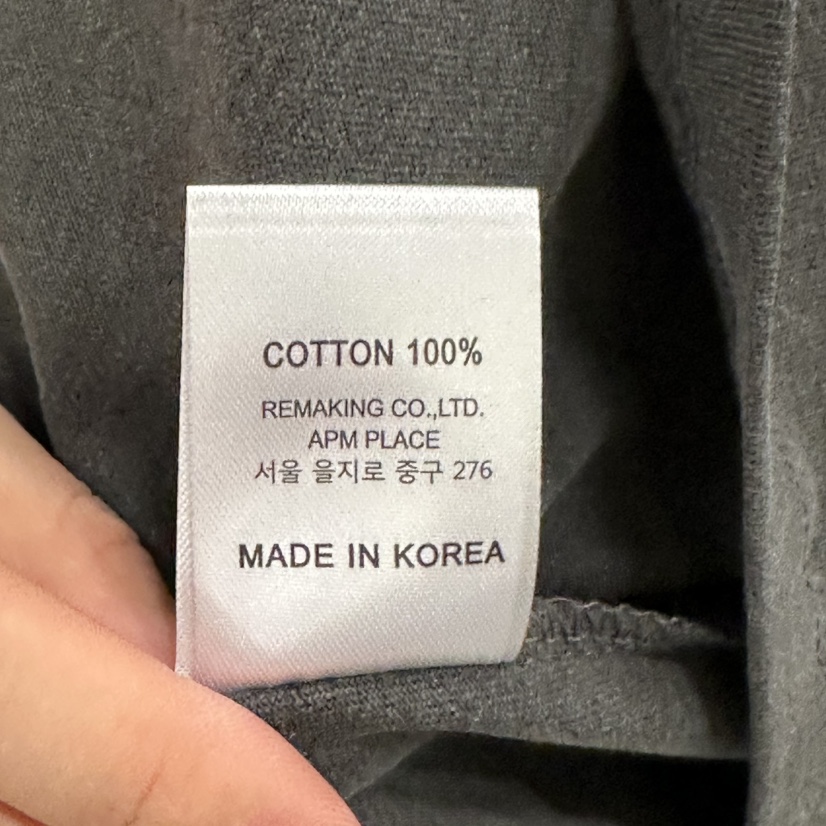 COTTON 100%
REMAKING CO.,LTD.
APM PLACE
서울 을지로 중구 276
MADE IN KOREA